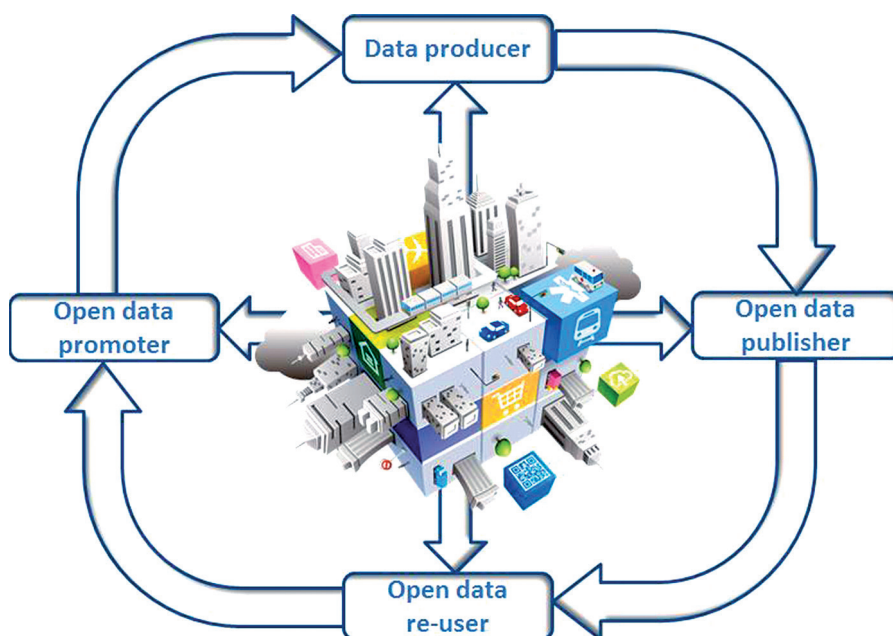 Data producer
Open data
promoter
Open data
publisher
Open data
re-user